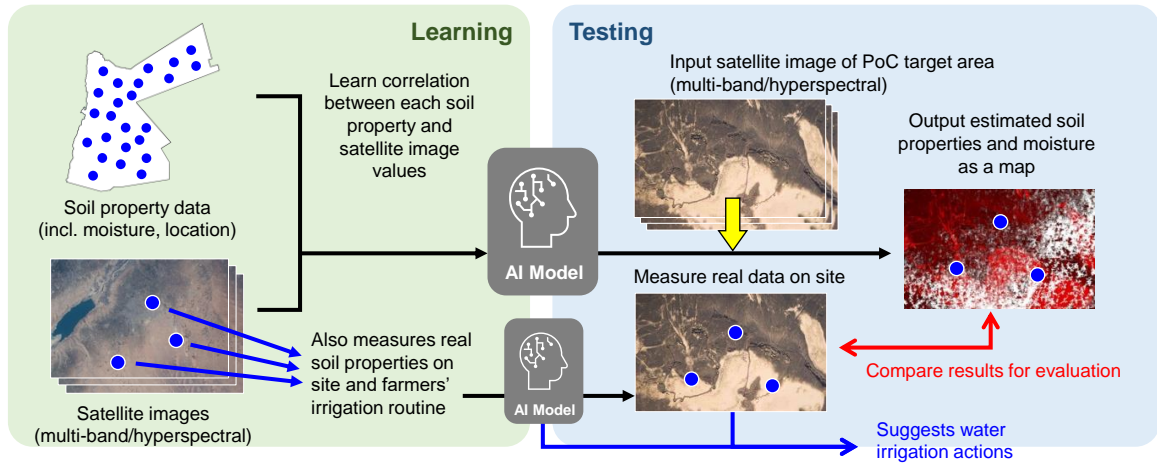 Learning
Learn correlation
between each soil
property and
satellite image
values
Soil property data
(incl. moisture, location)
AI Model
Also measures real
soil properties on
site and farmers’
irrigation routine
Satellite images
(multi-band/hyperspectral)
AI Model
Testing
Input satellite image of PoC target area
(multi-band/hyperspectral)
Output estimated soil
properties and moisture
as a map
Measure real data on site
Compare results for evaluation
Suggests water
irrigation actions